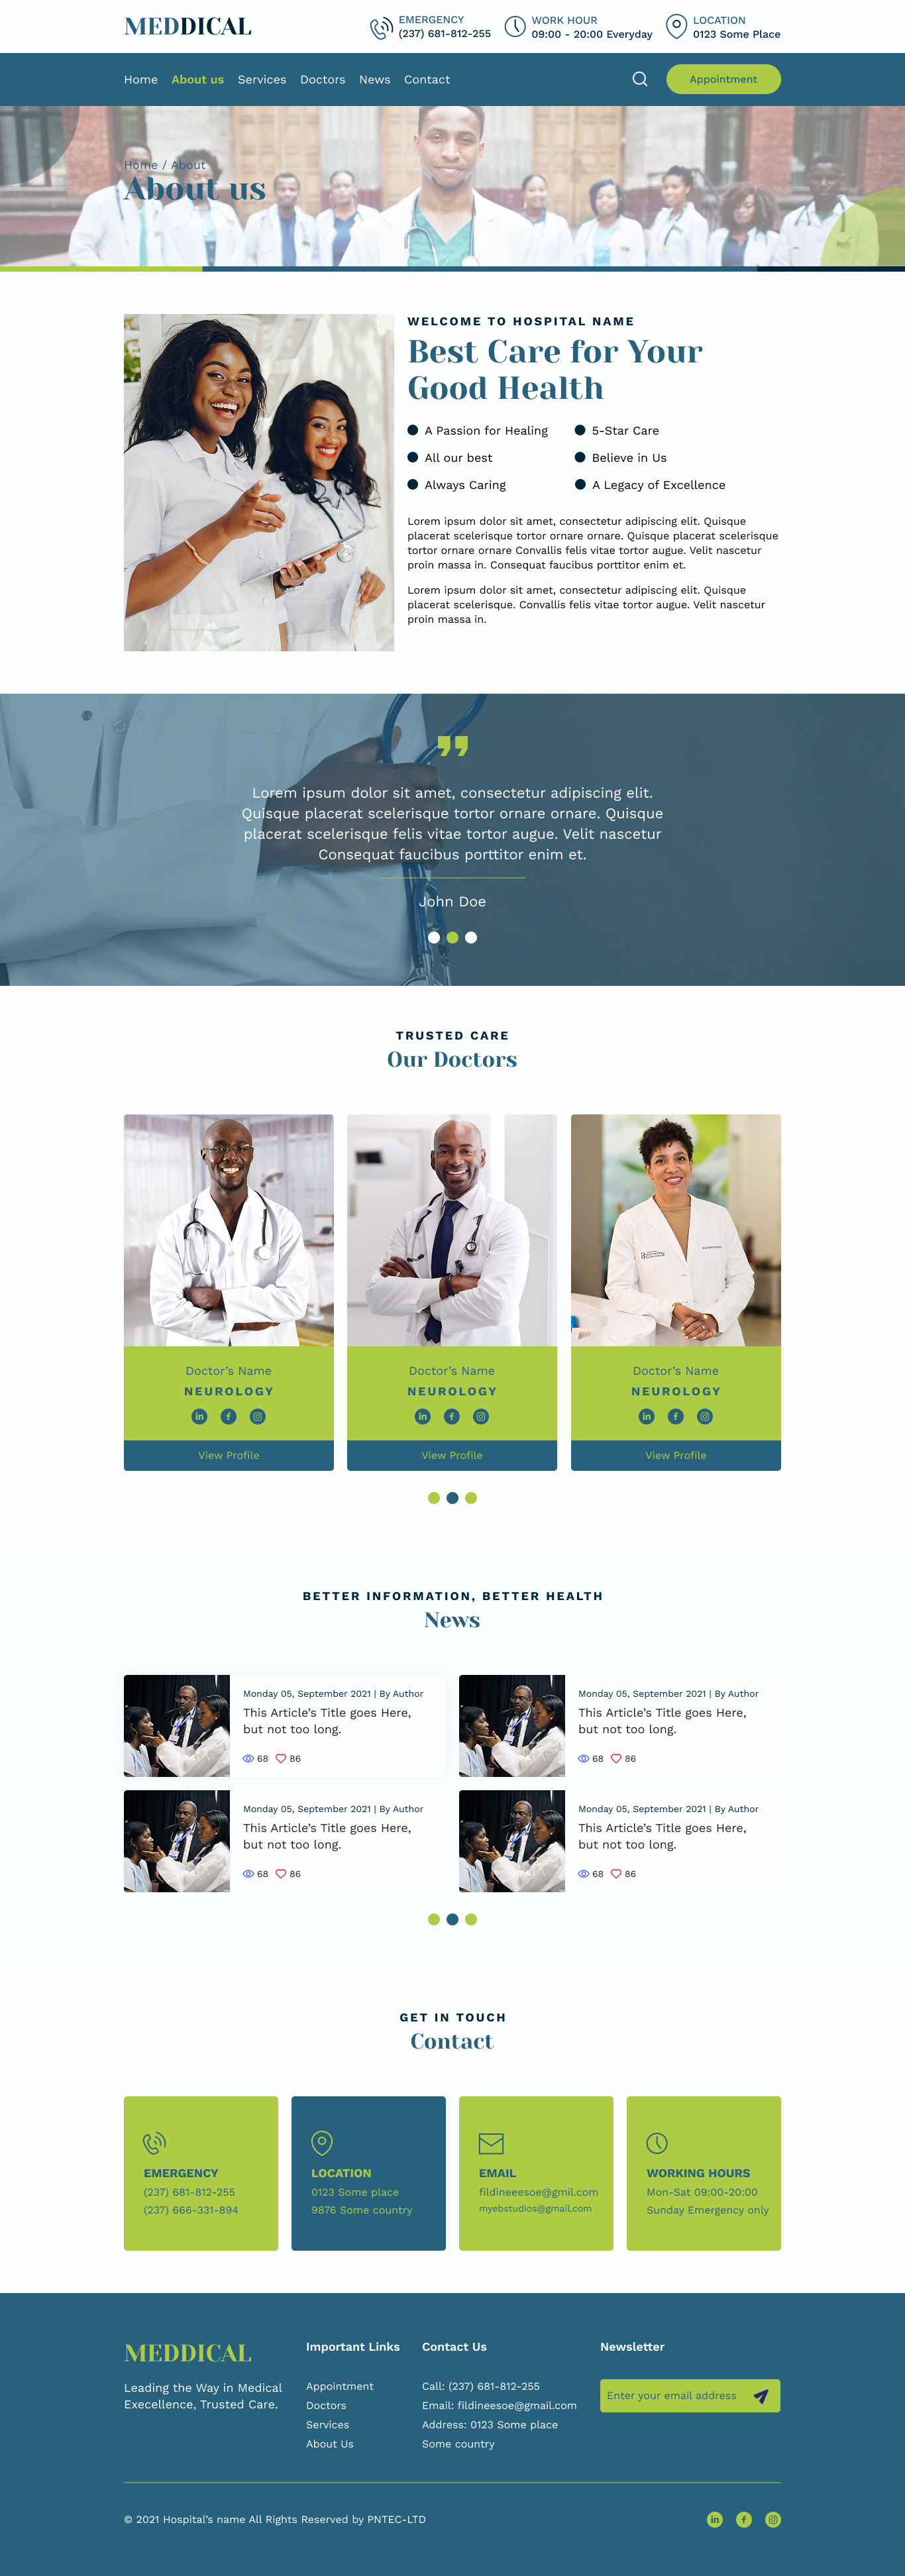 MEDDICAL
EMERGENCY
(237) 681-812-255
WORK HOUR
09:00 - 20:00 Everyday
LOCATION
0123 Some Place
Home About us Services Doctors News Contact
Appointment
Home / About
About us
WELCOME TO HOSPITAL NAME
Best Care for Your
Good Health
A Passion for Healing
5-Star Care
All our best
Believe in Us
Always Caring
A Legacy of Excellence
Lorem ipsum dolor sit amet, consectetur adipiscing elit. Quisque
placerat scelerisque tortor ornare ornare. Quisque placerat scelerisque
tortor ornare ornare Convallis felis vitae tortor augue. Velit nascetur
proin massa in. Consequat faucibus porttitor enim et.
Lorem ipsum dolor sit amet, consectetur adipiscing elit. Quisque
placerat scelerisque. Convallis felis vitae tortor augue. Velit nascetur
proin massa in.
Lorem ipsum dolor sit amet, consectetur adipiscing elit.
Quisque placerat scelerisque tortor ornare ornare. Quisque
placerat scelerisque felis vitae tortor augue. Velit nascetur
Consequat faucibus porttitor enim et.
John Doe
TRUSTED CARE
Our Doctors
Doctor's Name
NEUROLOGY
View Profile
Doctor's Name
NEUROLOGY
View Profile
Doctor's Name
NEUROLOGY
View Profile
BETTER INFORMATION, BETTER HEALTH
News
Monday 05, September 2021 | By Author
This Article's Title goes Here,
but not too long.
68 86
Monday 05, September 2021 | By Author
This Article's Title goes Here,
but not too long.
68 86
Monday 05, September 2021 | By Author
This Article's Title goes Here,
but not too long.
68 86
Monday 05, September 2021 | By Author
This Article's Title goes Here,
but not too long.
68 86
GET IN TOUCH
Contact
EMERGENCY
(237) 681-812-255
(237) 666-331-894
LOCATION
0123 Some place
9876 Some country
EMAIL
fildineeesoe@gmil.com
myebstudios@gmail.com
WORKING HOURS
Mon-Sat 09:00-20:00
Sunday Emergency only
MEDDICAL
Leading the Way in Medical
Execellence, Trusted Care.
Important Links
Appointment
Doctors
Services
About Us
Contact Us
Call: (237) 681-812-255
Email: fildineesoe@gmail.com
Address: 0123 Some place
Some country
Newsletter
Enter your email address
© 2021 Hospital's name All Rights Reserved by PNTEC-LTD